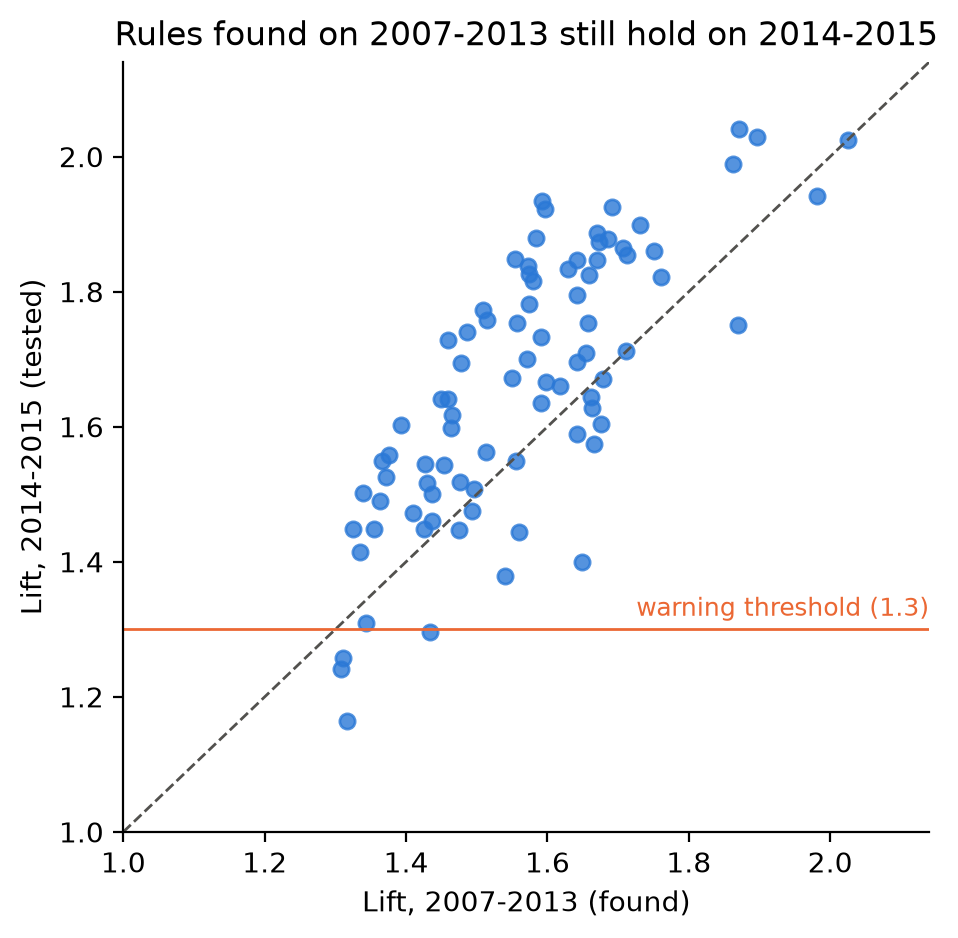 Rules found on 2007-2013 still hold on 2014-2015
Lift, 2014-2015 (tested)
2.0
1.8
1.6
1.4
1.2
1.0
warning threshold (1.3)
1.0 1.2 1.4 1.6 1.8 2.0
Lift, 2007-2013 (found)